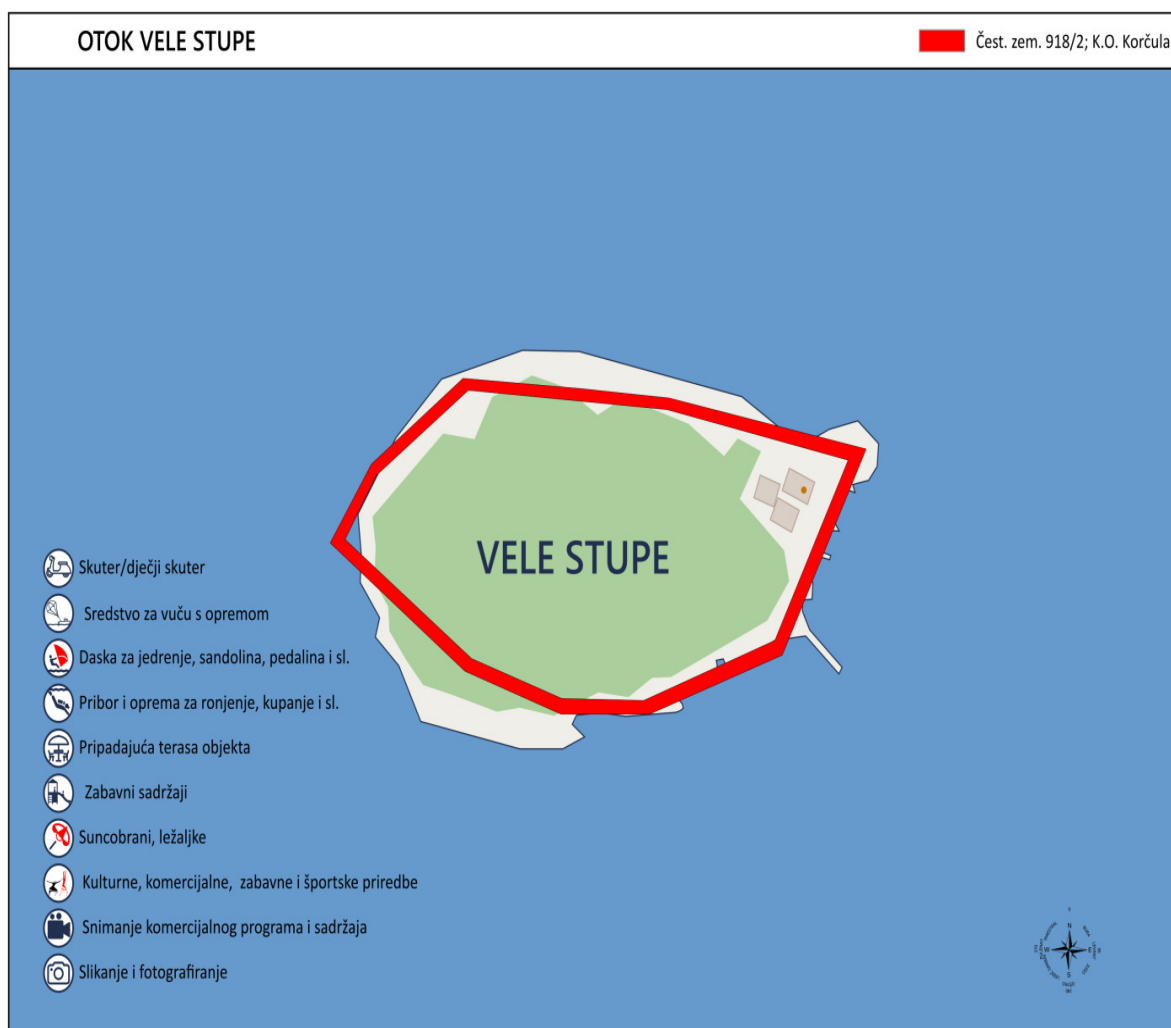 OTOK VELE STUPE
Čest. zem. 918/2; K.O. Korčula
VELE STUPE
Skuter/dječji skuter
Sredstvo za vuču s opremom
Daska za jedrenje, sandolina, pedalina i sl.
Pribor i oprema za ronjenje, kupanje i sl.
Pripadajuća terasa objekta
Zabavni sadržaji
Suncobrani, ležaljke
Kulturne, komercijalne, zabavne i športske priredbe
Snimanje komercijalnog programa i sadržaja
Slikanje i fotografiranje
N
W
E
S